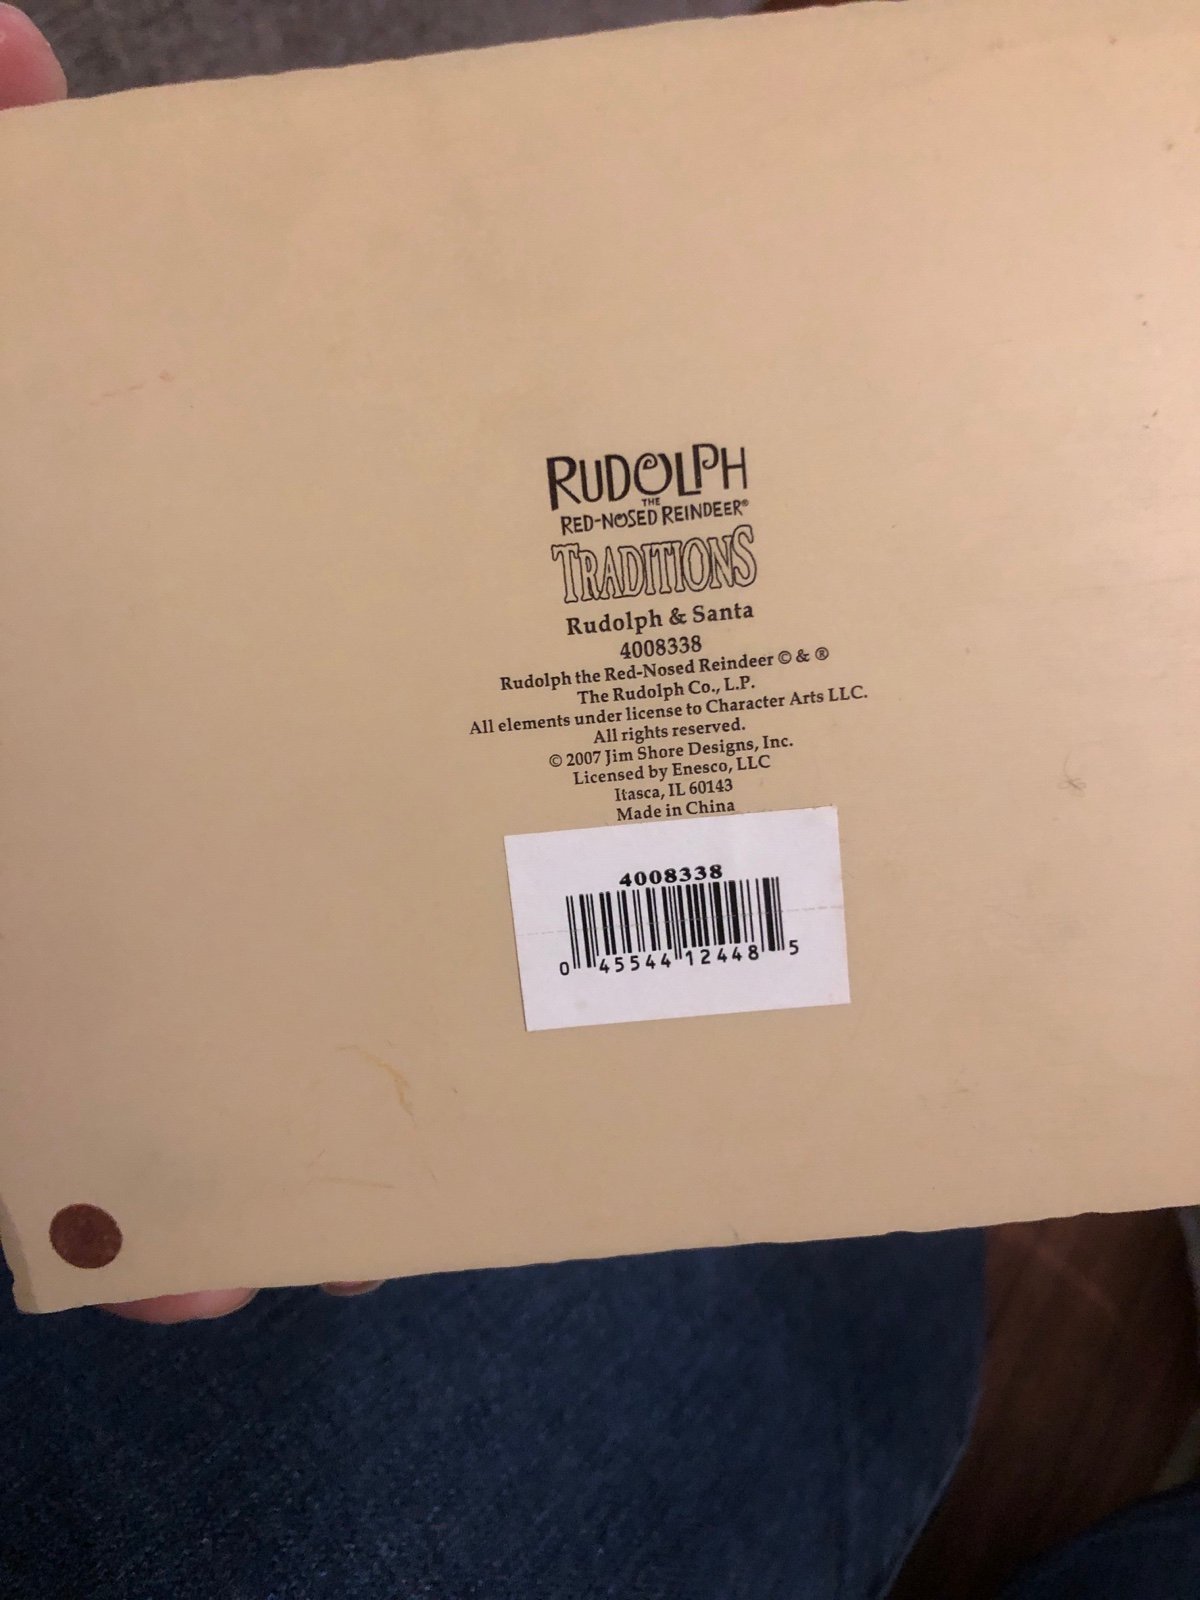 RUDOLPH
THE
RED-NOSED REINDEER®
TRADITIONS
Rudolph & Santa
4008338
Rudolph the Red-Nosed Reindeer © & ®
The Rudolph Co., L.P.
All elements under license to Character Arts LLC.
All rights reserved.
© 2007 Jim Shore Designs, Inc.
Licensed by Enesco, LLC
Itasca, IL 60143
Made in China
4008338
0 45544 12448 5